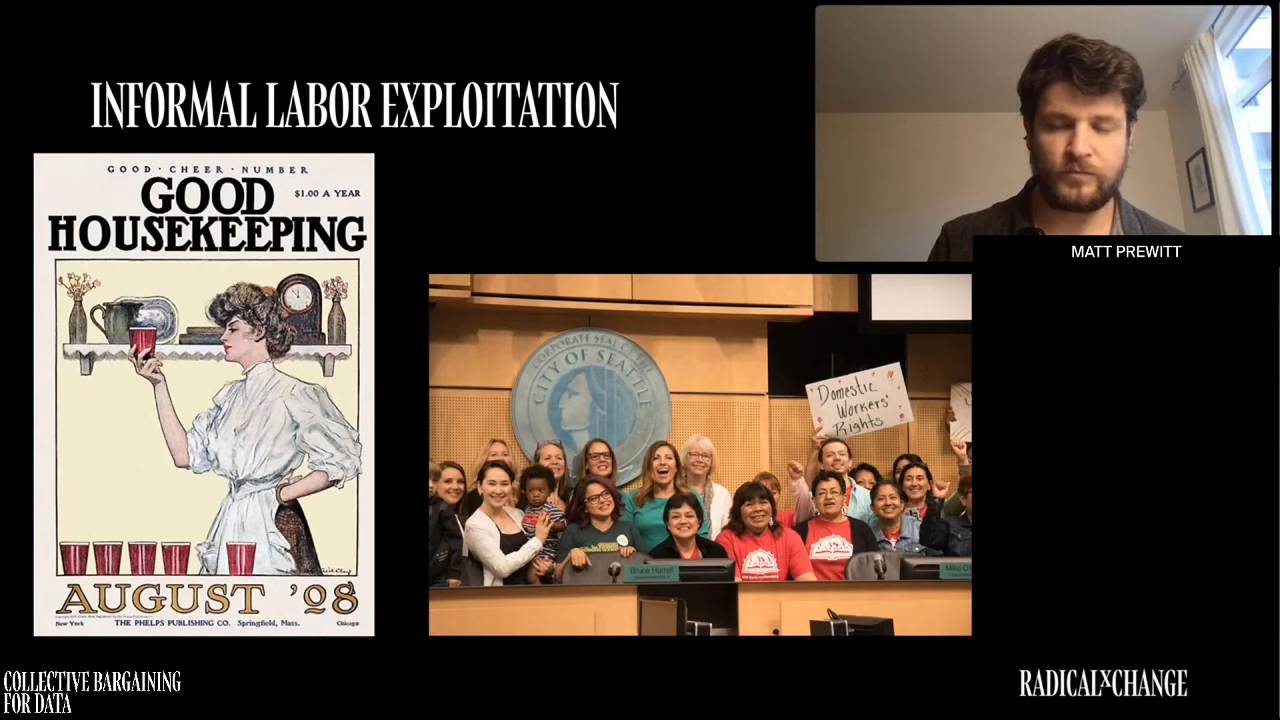 INFORMAL LABOR EXPLOITATION
GOOD · CHEER · NUMBER
GOOD
$1.00 A YEAR
HOUSEKEEPING
AUGUST '08
New York
THE PHELPS PUBLISHING CO. Springfield, Mass.
Chicago
CORPORATE SEAL OF THE
CITY OF SEATTLE
Domestic
Workers'
Rights
Bruce Harrell
MATT PREWITT
COLLECTIVE BARGAINING
FOR DATA
RADICALXCHANGE